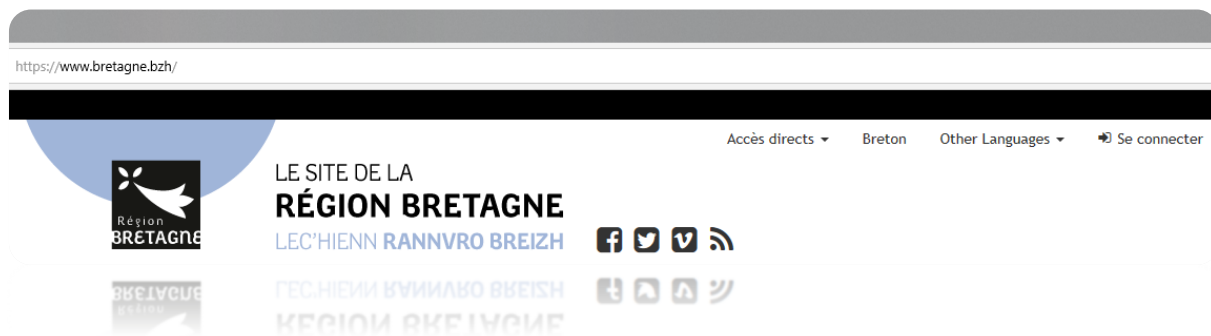 https://www.bretagne.bzh/
Accès directs Breton Other Languages Se connecter
LE SITE DE LA
RÉGION BRETAGNE
LEC'HIENN RANNVRO BREIZH
Région
BRETAGNE